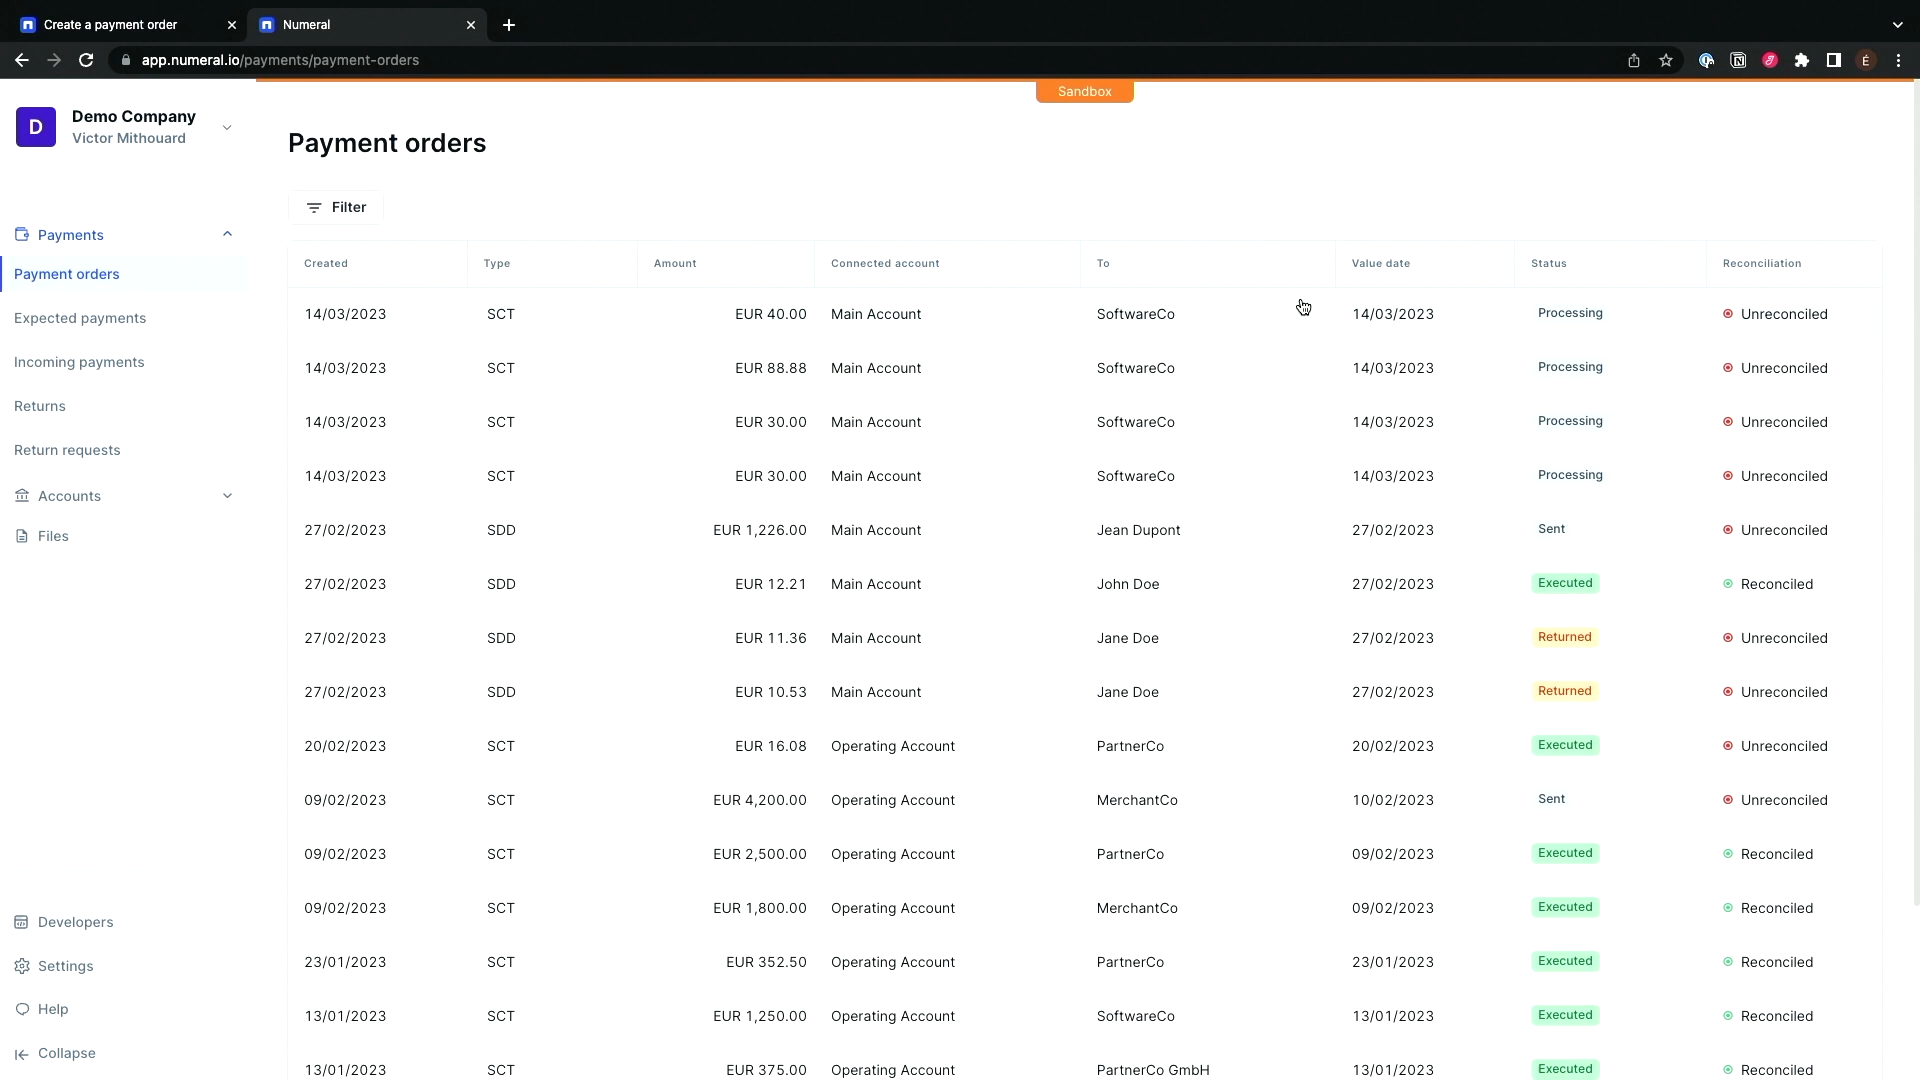 Create a payment order
Numeral
app.numeral.io/payments/payment-orders
É
Sandbox
D
Demo Company
Victor Mithouard
Payment orders
Filter
Payments
Payment orders
Expected payments
Incoming payments
Returns
Return requests
Accounts
Files
Developers
Settings
Help
Collapse
Created Type Amount Connected account To Value date Status Reconciliation
14/03/2023 SCT EUR 40.00 Main Account SoftwareCo 14/03/2023 Processing Unreconciled
14/03/2023 SCT EUR 88.88 Main Account SoftwareCo 14/03/2023 Processing Unreconciled
14/03/2023 SCT EUR 30.00 Main Account SoftwareCo 14/03/2023 Processing Unreconciled
14/03/2023 SCT EUR 30.00 Main Account SoftwareCo 14/03/2023 Processing Unreconciled
27/02/2023 SDD EUR 1,226.00 Main Account Jean Dupont 27/02/2023 Sent Unreconciled
27/02/2023 SDD EUR 12.21 Main Account John Doe 27/02/2023 Executed Reconciled
27/02/2023 SDD EUR 11.36 Main Account Jane Doe 27/02/2023 Returned Unreconciled
27/02/2023 SDD EUR 10.53 Main Account Jane Doe 27/02/2023 Returned Unreconciled
20/02/2023 SCT EUR 16.08 Operating Account PartnerCo 20/02/2023 Executed Unreconciled
09/02/2023 SCT EUR 4,200.00 Operating Account MerchantCo 10/02/2023 Sent Unreconciled
09/02/2023 SCT EUR 2,500.00 Operating Account PartnerCo 09/02/2023 Executed Reconciled
09/02/2023 SCT EUR 1,800.00 Operating Account MerchantCo 09/02/2023 Executed Reconciled
23/01/2023 SCT EUR 352.50 Operating Account PartnerCo 23/01/2023 Executed Reconciled
13/01/2023 SCT EUR 1,250.00 Operating Account SoftwareCo 13/01/2023 Executed Reconciled
13/01/2023 SCT EUR 375.00 Operating Account PartnerCo GmbH 13/01/2023 Executed Reconciled